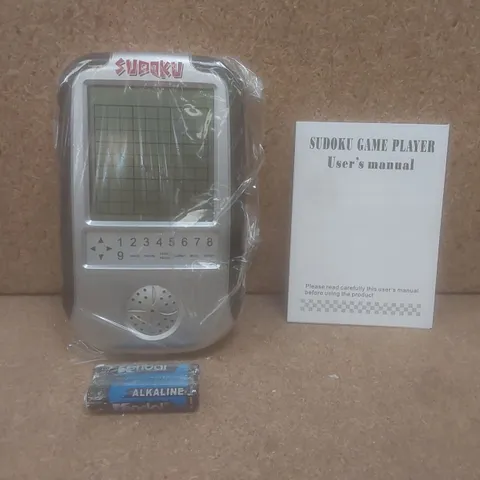 SUDOKU
1 2 3 4 5 6 7 8
9
SUDOKU GAME PLAYER
User's manual
Please read carefully this user's manual
before using the product
ALKALINE